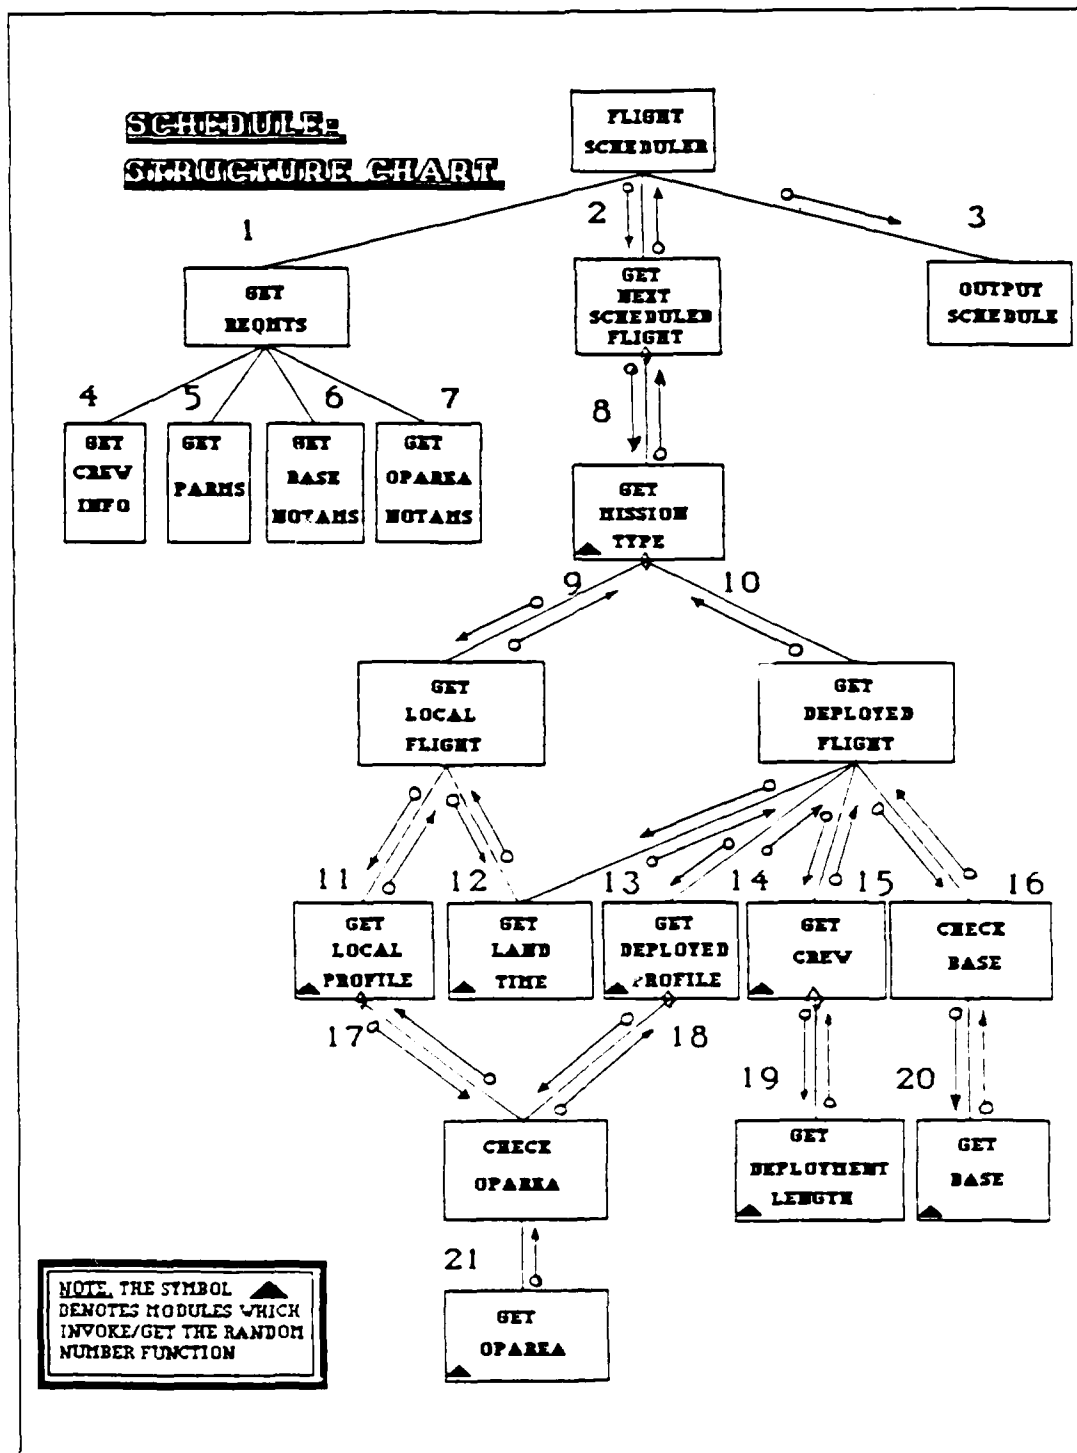 SCHEDULE:
STRUCTURE CHART
FLIGHT
SCHEDULER
1
2
3
GET
REQMTS
GET
NEXT
SCHEDULED
FLIGHT
OUTPUT
SCHEDULE
4
5
6
7
8
GET
CREW
INFO
GET
PARMS
GET
BASE
NOTAMS
GET
OPAREA
NOTAMS
GET
MISSION
TYPE
9
10
GET
LOCAL
FLIGHT
GET
DEPLOYED
FLIGHT
11
12
13
14
15
16
GET
LOCAL
PROFILE
GET
LAND
TIME
GET
DEPLOYED
PROFILE
GET
CREW
CHECK
BASE
17
18
19
20
CHECK
OPAREA
GET
DEPLOYMENT
LENGTH
GET
BASE
21
GET
OPAREA
NOTE. THE SYMBOL
DENOTES MODULES WHICH
INVOKE/GET THE RANDOM
NUMBER FUNCTION